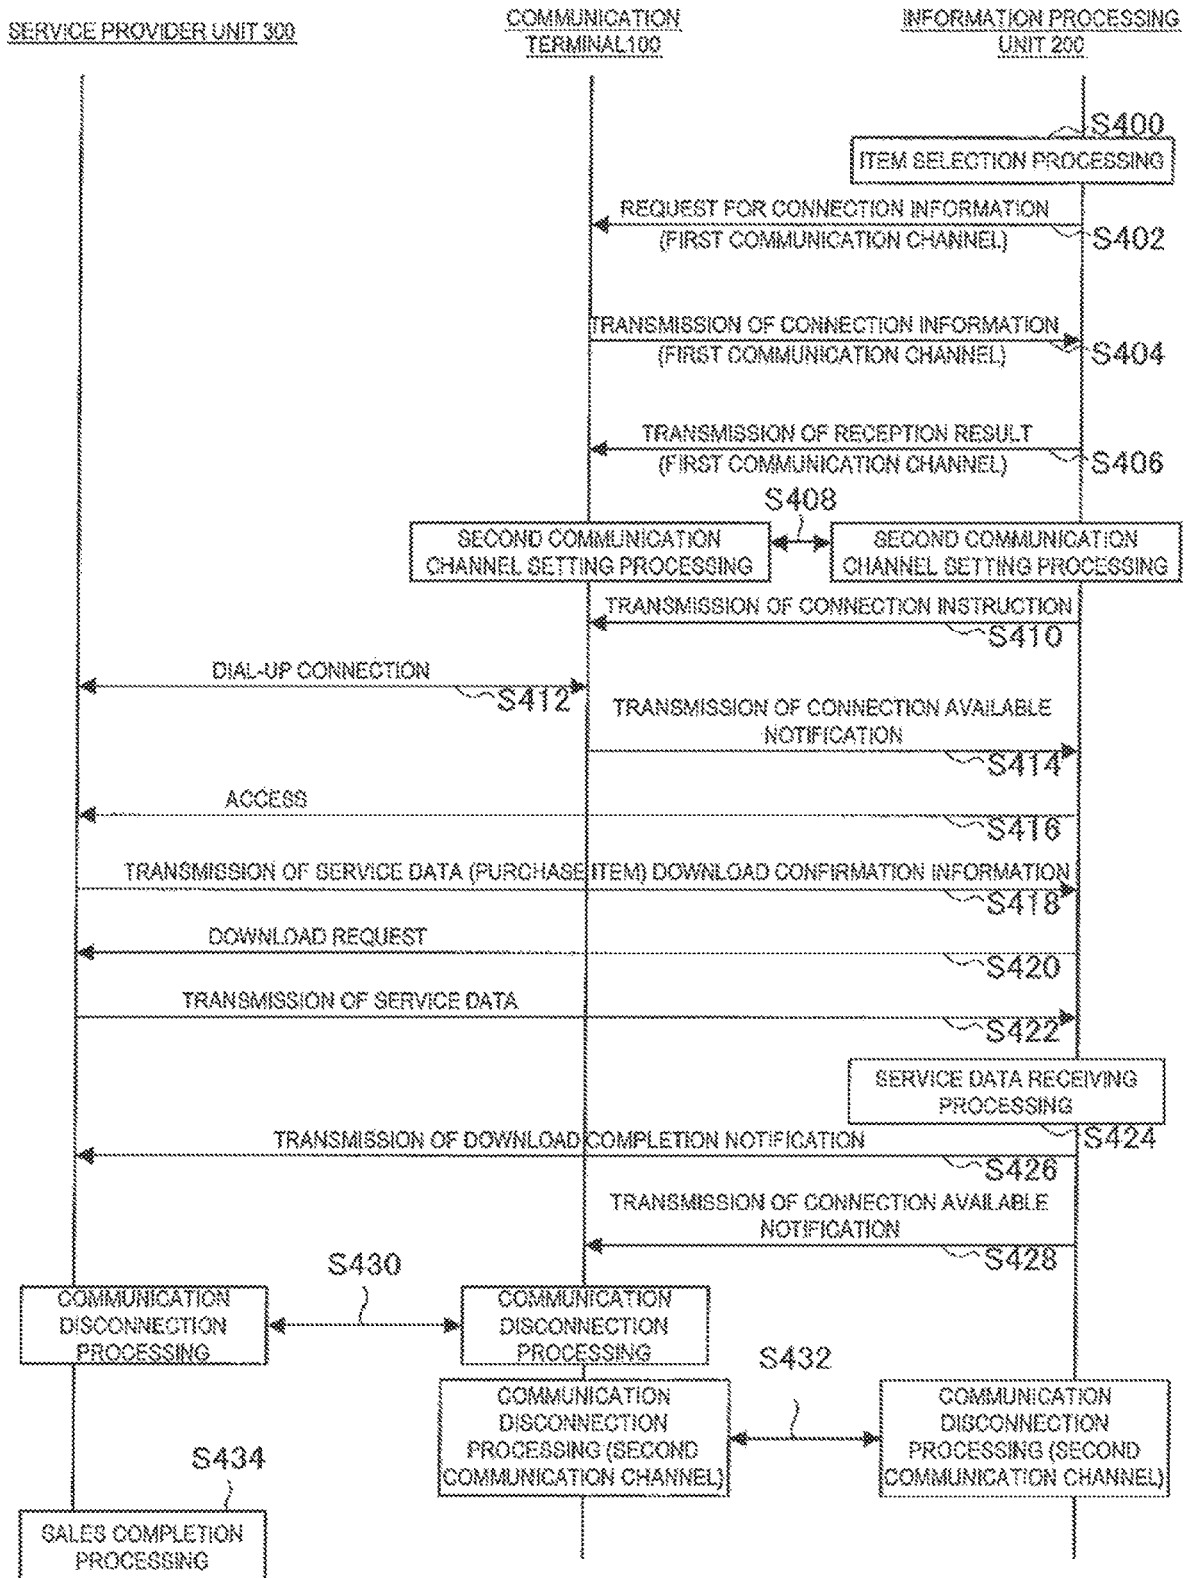 SERVICE PROVIDER UNIT 300
COMMUNICATION
TERMINAL100
INFORMATION PROCESSING
UNIT 200
S400
ITEM SELECTION PROCESSING
REQUEST FOR CONNECTION INFORMATION
(FIRST COMMUNICATION CHANNEL)
S402
TRANSMISSION OF CONNECTION INFORMATION
(FIRST COMMUNICATION CHANNEL)
S404
TRANSMISSION OF RECEPTION RESULT
(FIRST COMMUNICATION CHANNEL)
S406
S408
SECOND COMMUNICATION
CHANNEL SETTING PROCESSING
SECOND COMMUNICATION
CHANNEL SETTING PROCESSING
TRANSMISSION OF CONNECTION INSTRUCTION
S410
DIAL-UP CONNECTION
S412
TRANSMISSION OF CONNECTION AVAILABLE
NOTIFICATION
S414
ACCESS
S416
TRANSMISSION OF SERVICE DATA (PURCHASE ITEM) DOWNLOAD CONFIRMATION INFORMATION
S418
DOWNLOAD REQUEST
S420
TRANSMISSION OF SERVICE DATA
S422
SERVICE DATA RECEIVING
PROCESSING
S424
TRANSMISSION OF DOWNLOAD COMPLETION NOTIFICATION
S426
TRANSMISSION OF CONNECTION AVAILABLE
NOTIFICATION
S428
S430
COMMUNICATION
DISCONNECTION
PROCESSING
COMMUNICATION
DISCONNECTION
PROCESSING
S432
COMMUNICATION
DISCONNECTION
PROCESSING (SECOND
COMMUNICATION CHANNEL)
COMMUNICATION
DISCONNECTION
PROCESSING (SECOND
COMMUNICATION CHANNEL)
S434
SALES COMPLETION
PROCESSING